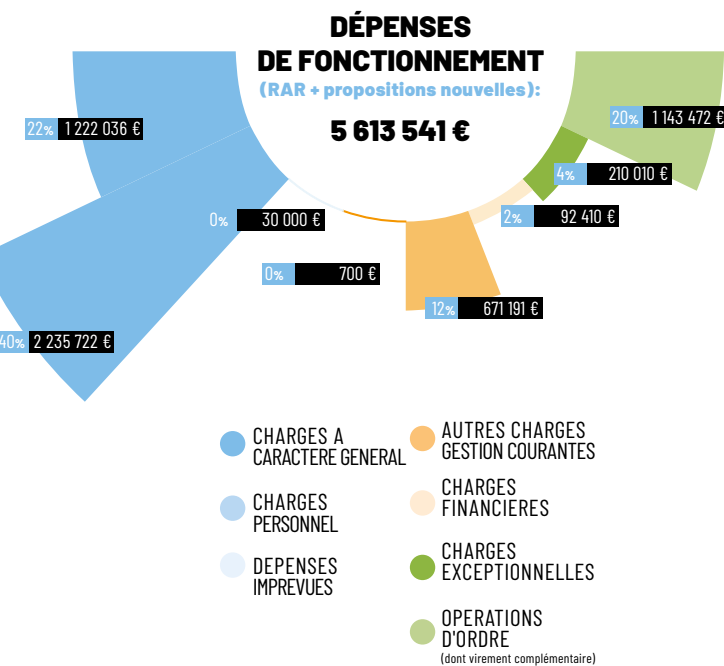 DÉPENSES
DE FONCTIONNEMENT
(RAR + propositions nouvelles):
5 613 541 €
22% 1 222 036 €
40% 2 235 722 €
0% 30 000 €
0% 700 €
12% 671 191 €
2% 92 410 €
4% 210 010 €
20% 1 143 472 €
CHARGES A
CARACTERE GENERAL
CHARGES
PERSONNEL
DEPENSES
IMPREVUES
AUTRES CHARGES
GESTION COURANTES
CHARGES
FINANCIERES
CHARGES
EXCEPTIONNELLES
OPERATIONS
D'ORDRE
(dont virement complémentaire)